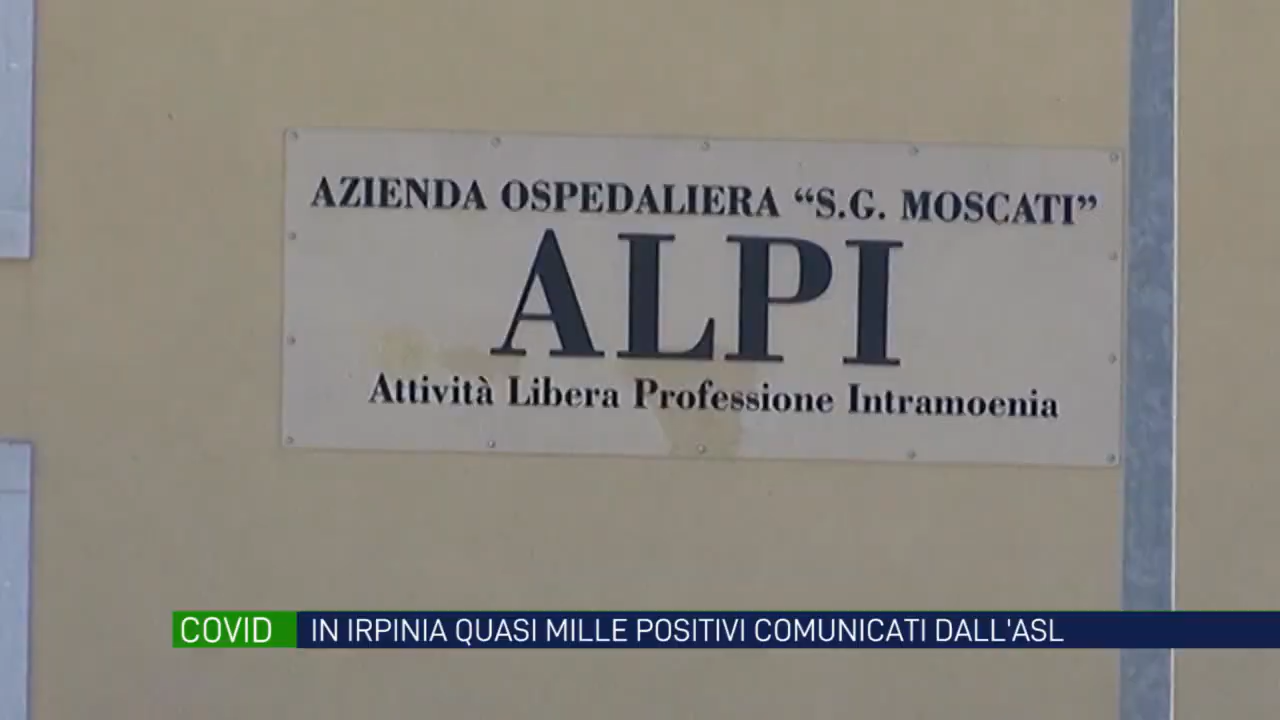 AZIENDA OSPEDALIERA “S.G. MOSCATI”
ALPI
Attività Libera Professione Intramoenia
COVID IN IRPINIA QUASI MILLE POSITIVI COMUNICATI DALL'ASL